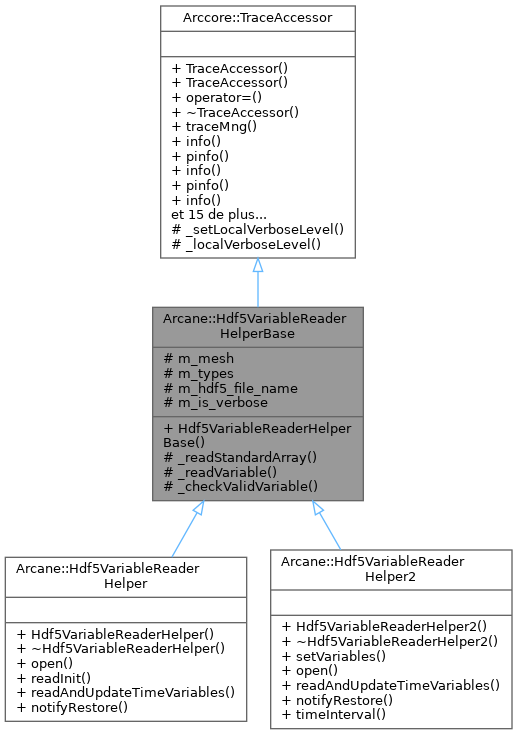 Arccore::TraceAccessor
+ TraceAccessor()
+ TraceAccessor()
+ operator=()
+ ~TraceAccessor()
+ traceMng()
+ info()
+ pinfo()
+ info()
+ pinfo()
+ info()
et 15 de plus...
# _setLocalVerboseLevel()
# _localVerboseLevel()
Arcane::Hdf5VariableReader
HelperBase
# m_mesh
# m_types
# m_hdf5_file_name
# m_is_verbose
+ Hdf5VariableReaderHelper
Base()
# _readStandardArray()
# _readVariable()
# _checkValidVariable()
Arcane::Hdf5VariableReader
Helper
+ Hdf5VariableReaderHelper()
+ ~Hdf5VariableReaderHelper()
+ open()
+ readInit()
+ readAndUpdateTimeVariables()
+ notifyRestore()
Arcane::Hdf5VariableReader
Helper2
+ Hdf5VariableReaderHelper2()
+ ~Hdf5VariableReaderHelper2()
+ setVariables()
+ open()
+ readAndUpdateTimeVariables()
+ notifyRestore()
+ timeInterval()